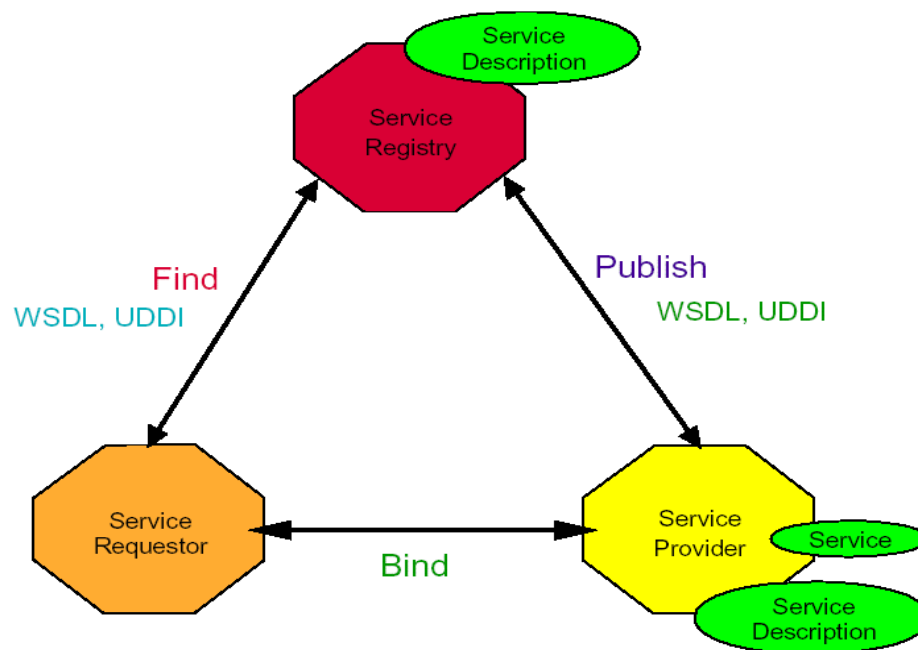 Service
Description
Service
Registry
Find
WSDL, UDDI
Publish
WSDL, UDDI
Service
Requestor
Bind
Service
Provider
Service
Service
Description